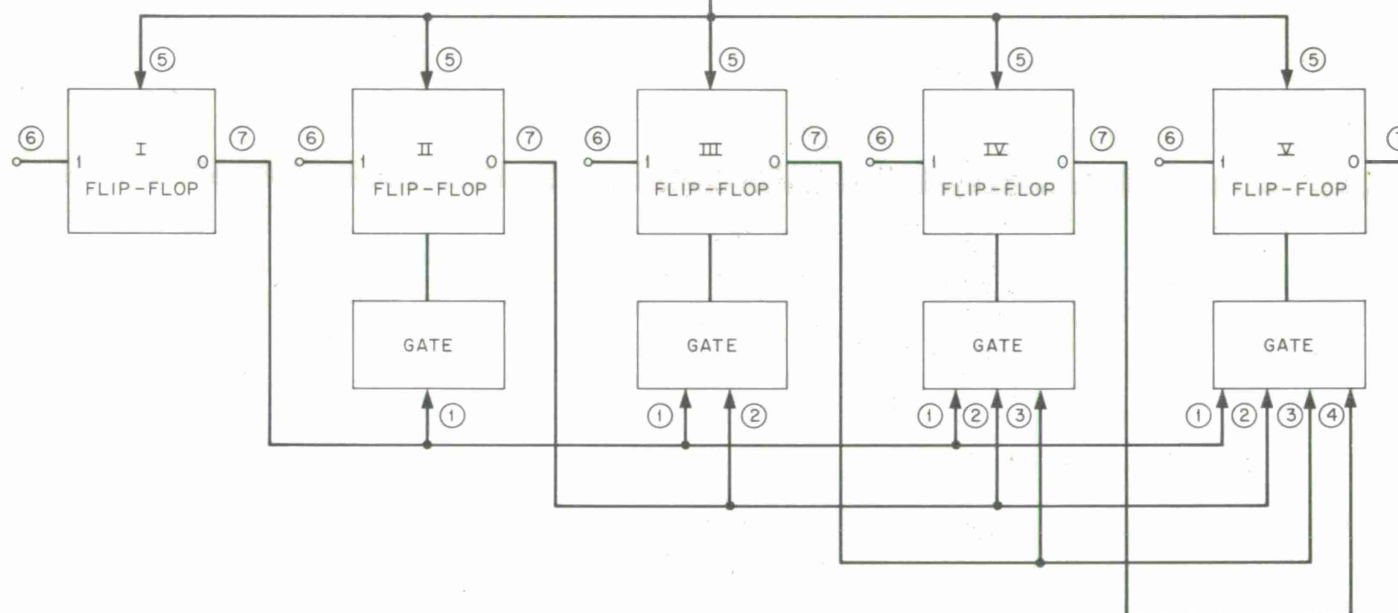 ⑤ ⑤ ⑤ ⑤ ⑤
⑥ I ⑦ ⑥ II ⑦ ⑥ III ⑦ ⑥ IV ⑦ ⑥ V
1 0 1 0 1 0 1 0 1 0
FLIP-FLOP FLIP-FLOP FLIP-FLOP FLIP-FLOP FLIP-FLOP
GATE GATE GATE GATE
① ① ② ① ② ③ ① ② ③ ④